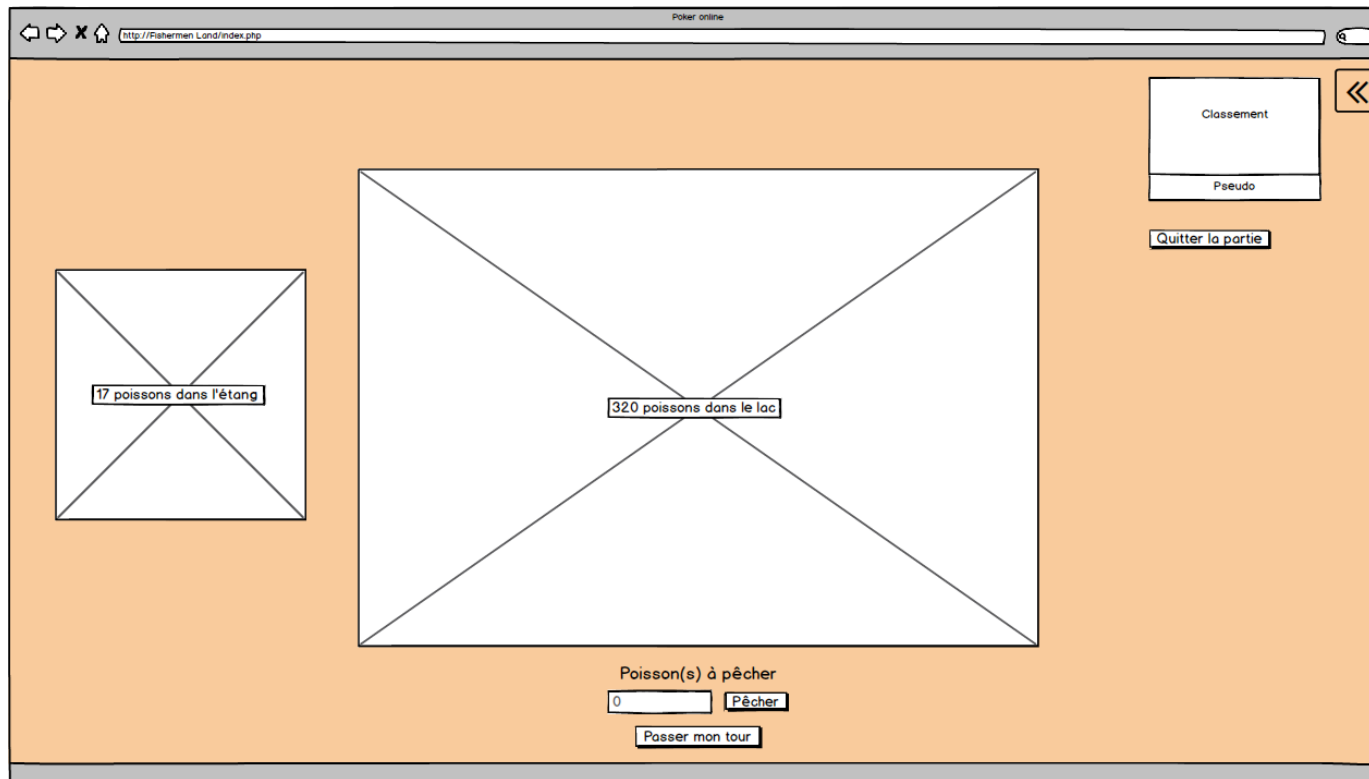 Poker online
http://Fishermen Land/index.php
Classement
Pseudo
Quitter la partie
17 poissons dans l'étang
320 poissons dans le lac
Poisson(s) à pêcher
0
Pêcher
Passer mon tour